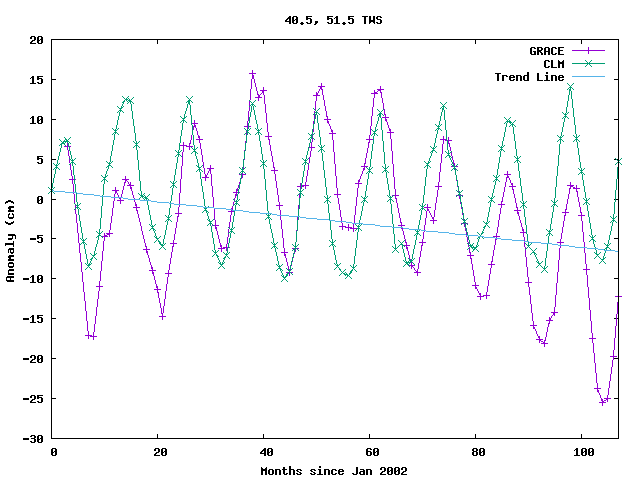 40.5, 51.5 TWS
GRACE
CLM
Trend Line
20
15
10
5
0
-5
-10
-15
-20
-25
-30
Anomaly (cm)
0 20 40 60 80 100
Months since Jan 2002